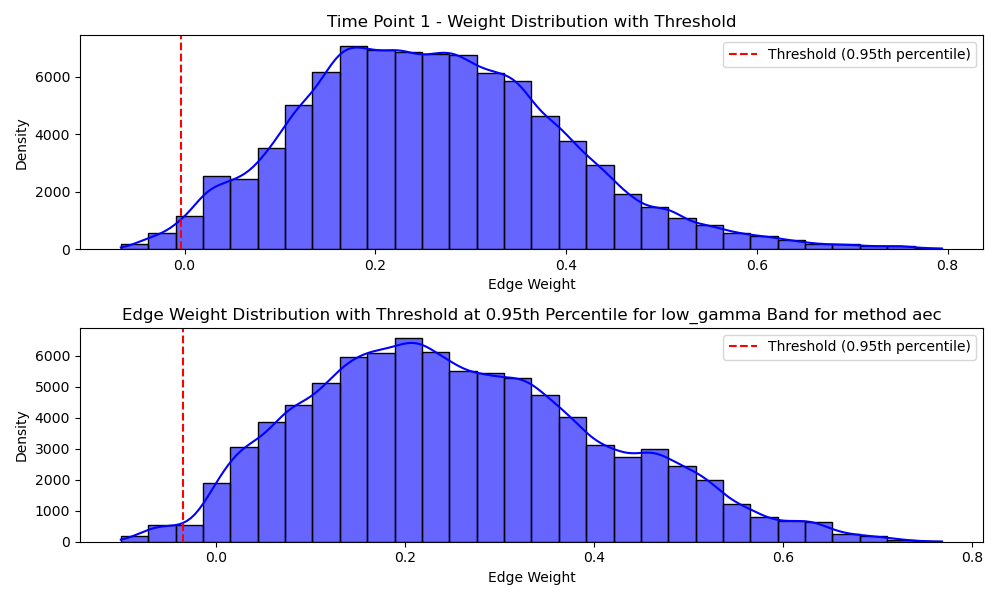 Time Point 1 - Weight Distribution with Threshold
Threshold (0.95th percentile)
6000
4000
2000
0
Density
0.0 0.2 0.4 0.6 0.8
Edge Weight
Edge Weight Distribution with Threshold at 0.95th Percentile for low_gamma Band for method aec
Threshold (0.95th percentile)
6000
5000
4000
3000
2000
1000
0
Density
0.0 0.2 0.4 0.6 0.8
Edge Weight